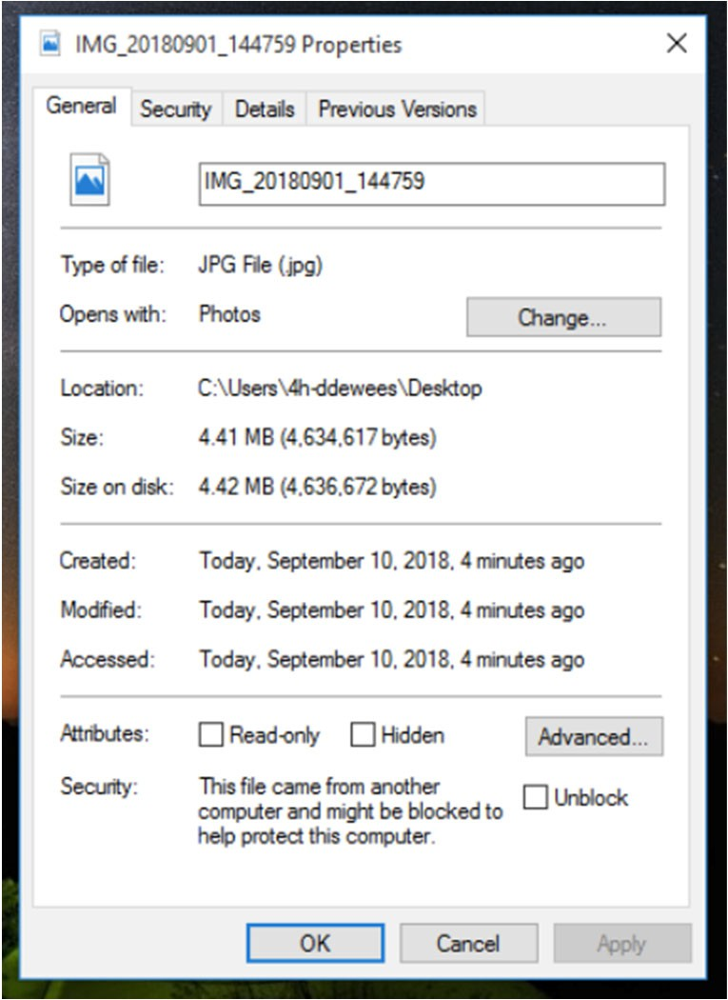 IMG_20180901_144759 Properties
General Security Details Previous Versions
IMG_20180901_144759
Type of file: JPG File (.jpg)
Opens with: Photos Change...
Location: C:\Users\4h-ddewees\Desktop
Size: 4.41 MB (4,634,617 bytes)
Size on disk: 4.42 MB (4,636,672 bytes)
Created: Today, September 10, 2018, 4 minutes ago
Modified: Today, September 10, 2018, 4 minutes ago
Accessed: Today, September 10, 2018, 4 minutes ago
Attributes: Read-only Hidden Advanced...
Security: This file came from another
computer and might be blocked to
help protect this computer.
Unblock
OK Cancel Apply